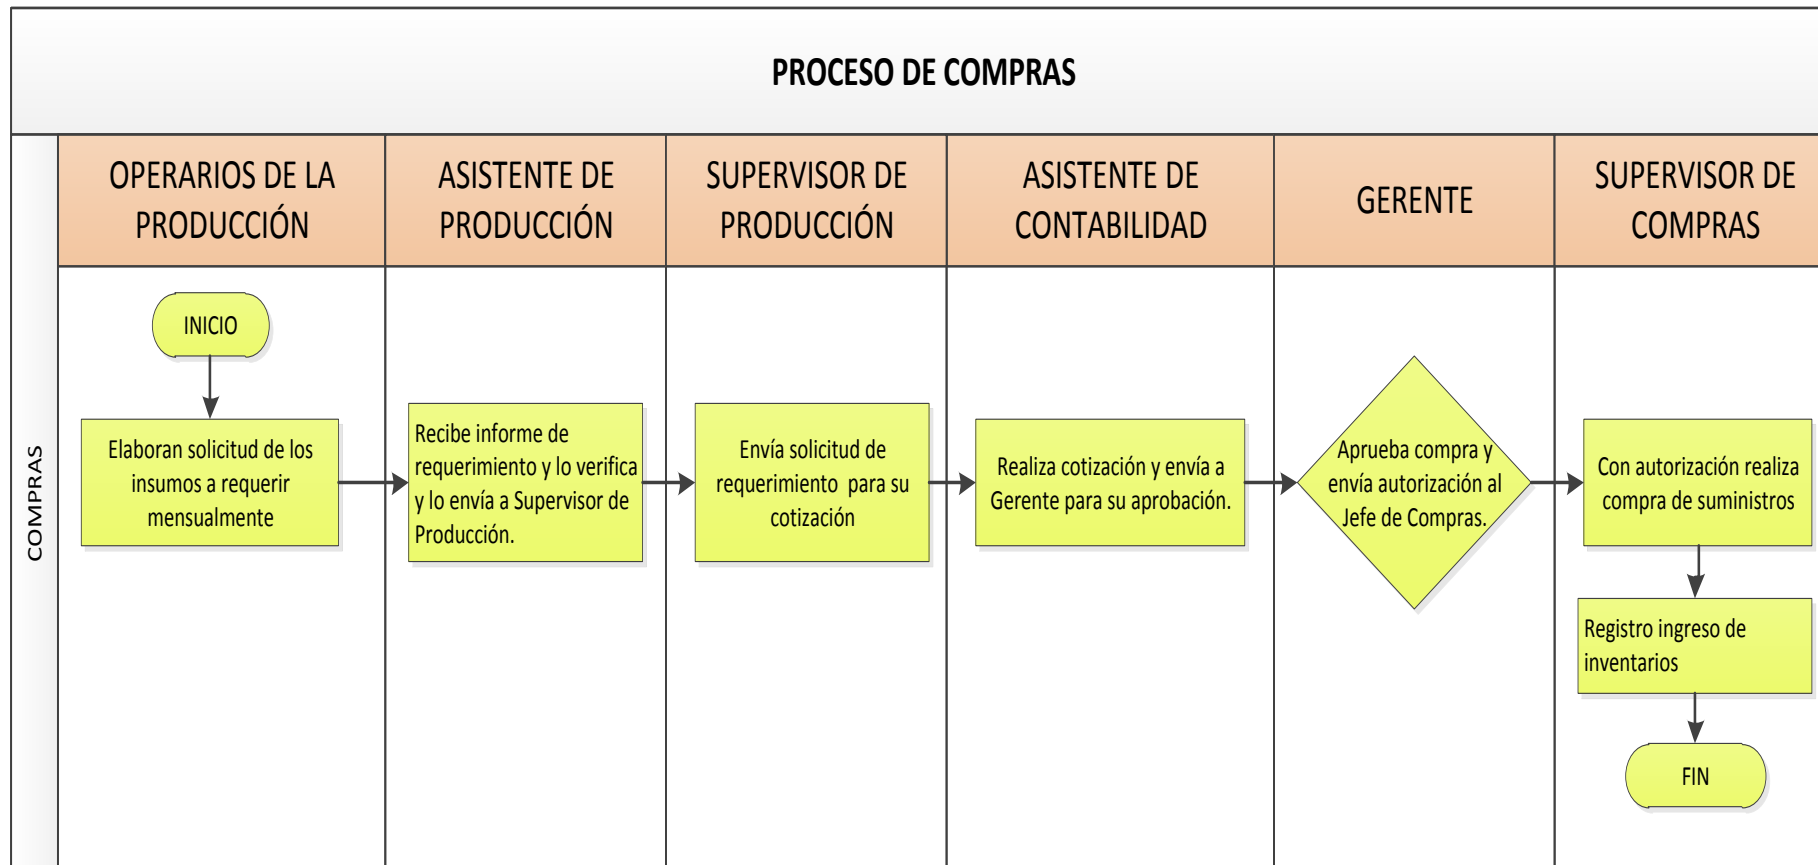 PROCESO DE COMPRAS
COMPRAS
OPERARIOS DE LA
PRODUCCIÓN
ASISTENTE DE
PRODUCCIÓN
SUPERVISOR DE
PRODUCCIÓN
ASISTENTE DE
CONTABILIDAD
GERENTE
SUPERVISOR DE
COMPRAS
INICIO
Elaboran solicitud de los
insumos a requerir
mensualmente
Recibe informe de
requerimiento y lo verifica
y lo envía a Supervisor de
Producción.
Envía solicitud de
requerimiento para su
cotización
Realiza cotización y envía a
Gerente para su aprobación.
Aprueba compra y
envía autorización al
Jefe de Compras.
Con autorización realiza
compra de suministros
Registro ingreso de
inventarios
FIN